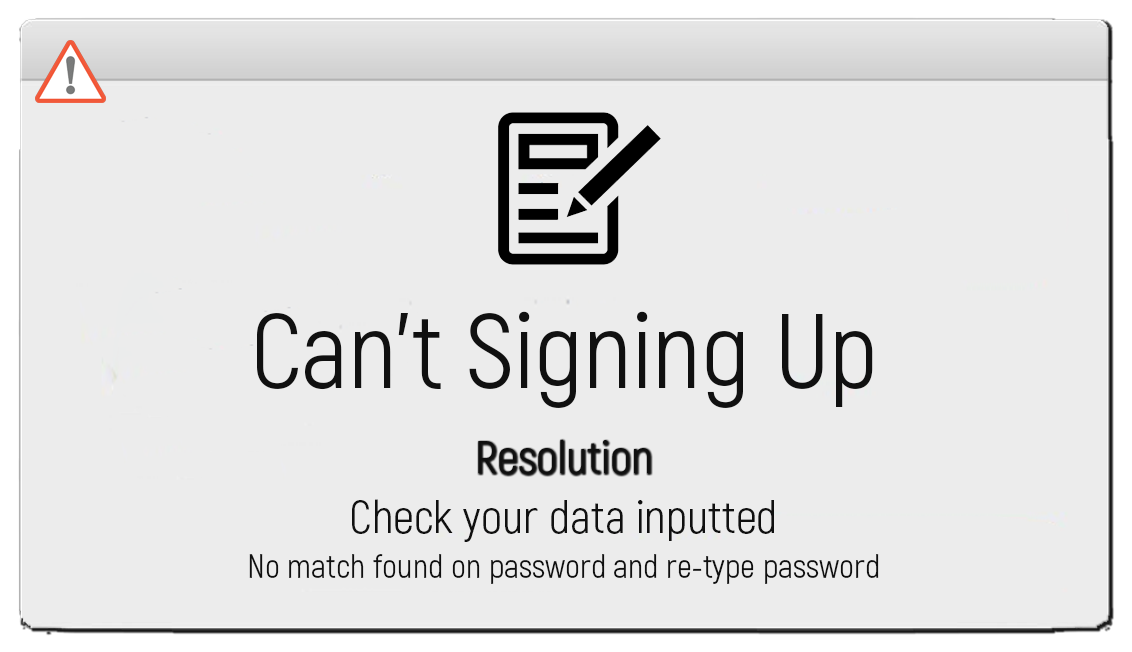 Can't Signing Up
Resolution
Check your data inputted
No match found on password and re-type password